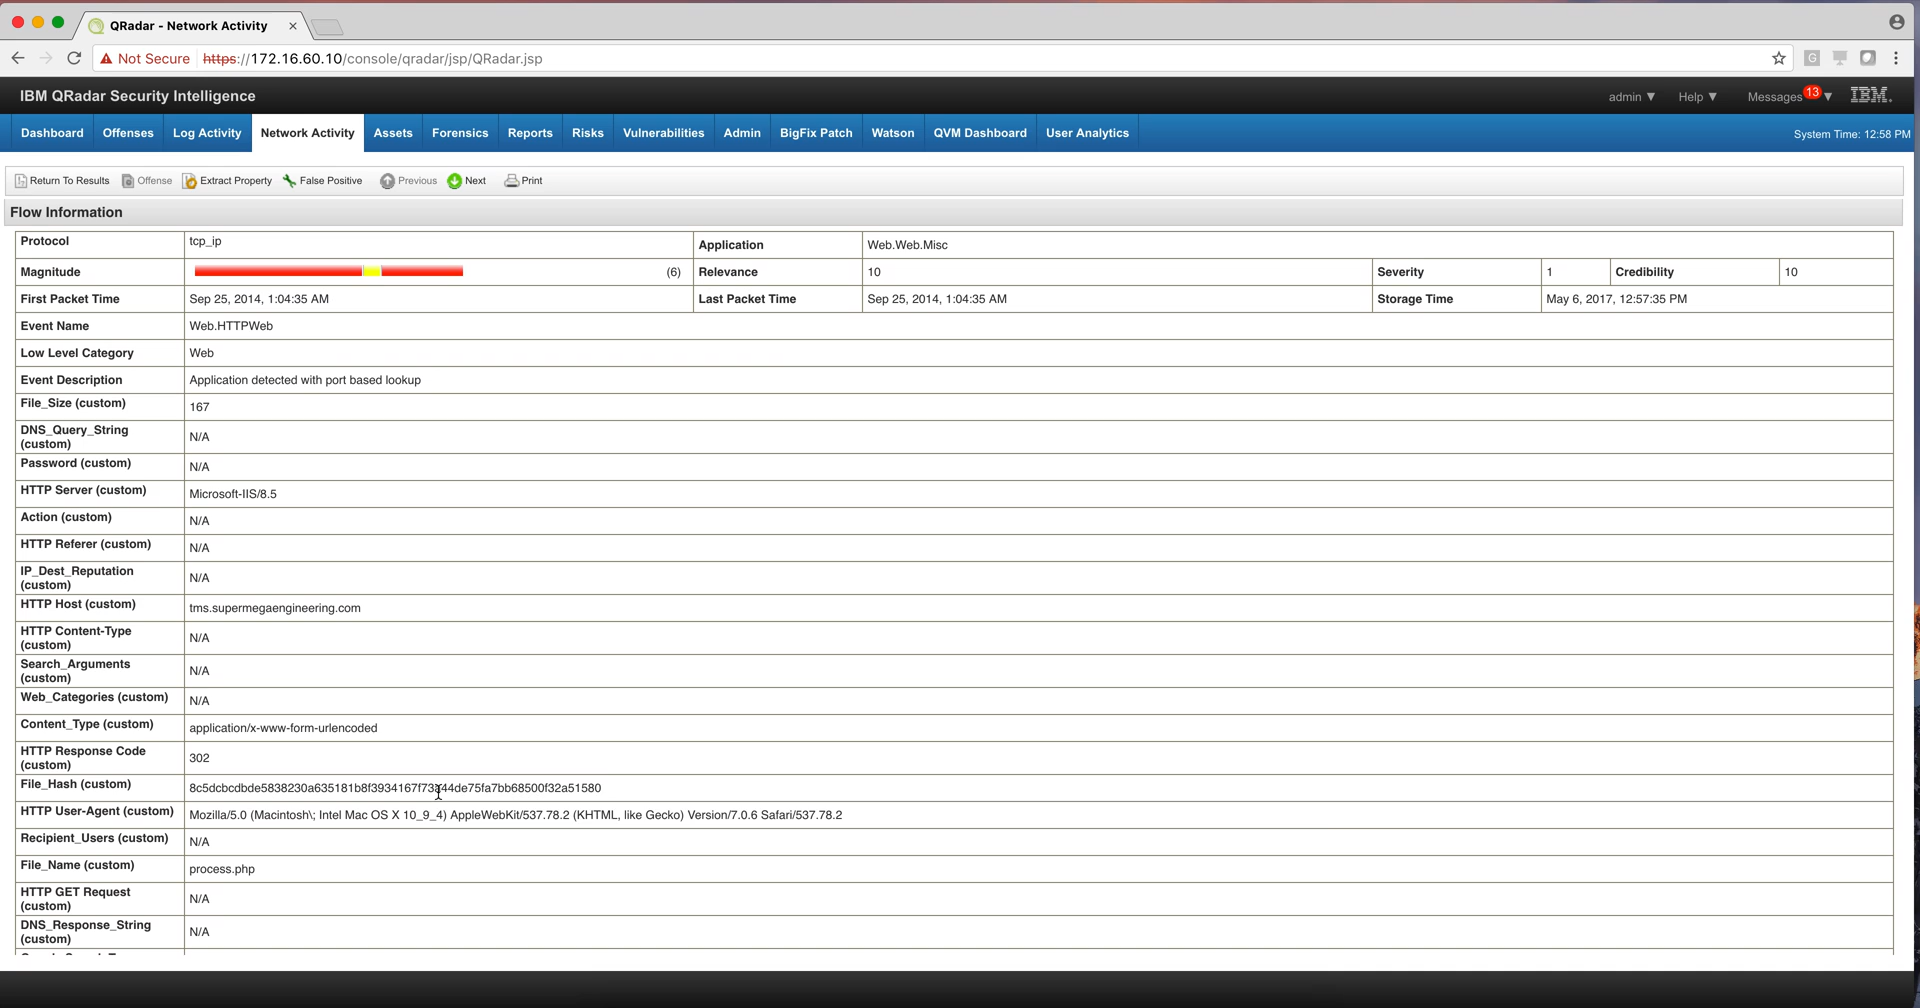 QRadar - Network Activity
Not Secure https://172.16.60.10/console/qradar/jsp/QRadar.jsp
IBM QRadar Security Intelligence
admin ▼ Help ▼ Messages 13 ▼ IBM.
Dashboard Offenses Log Activity Network Activity Assets Forensics Reports Risks Vulnerabilities Admin BigFix Patch Watson QVM Dashboard User Analytics System Time: 12:58 PM
Return To Results Offense Extract Property False Positive Previous Next Print
Flow Information
Protocol tcp_ip Application Web.Web.Misc
Magnitude (6) Relevance 10 Severity 1 Credibility 10
First Packet Time Sep 25, 2014, 1:04:35 AM Last Packet Time Sep 25, 2014, 1:04:35 AM Storage Time May 6, 2017, 12:57:35 PM
Event Name Web.HTTPWeb
Low Level Category Web
Event Description Application detected with port based lookup
File_Size (custom) 167
DNS_Query_String
(custom) N/A
Password (custom) N/A
HTTP Server (custom) Microsoft-IIS/8.5
Action (custom) N/A
HTTP Referer (custom) N/A
IP_Dest_Reputation
(custom) N/A
HTTP Host (custom) tms.supermegaengineering.com
HTTP Content-Type
(custom) N/A
Search_Arguments
(custom) N/A
Web_Categories (custom) N/A
Content_Type (custom) application/x-www-form-urlencoded
HTTP Response Code
(custom) 302
File_Hash (custom)
HTTP User-Agent (custom) Mozilla/5.0 (Macintosh\; Intel Mac OS X 10_9_4) AppleWebKit/537.78.2 (KHTML, like Gecko) Version/7.0.6 Safari/537.78.2
Recipient_Users (custom) N/A
File_Name (custom) process.php
HTTP GET Request
(custom) N/A
DNS_Response_String
(custom) N/A